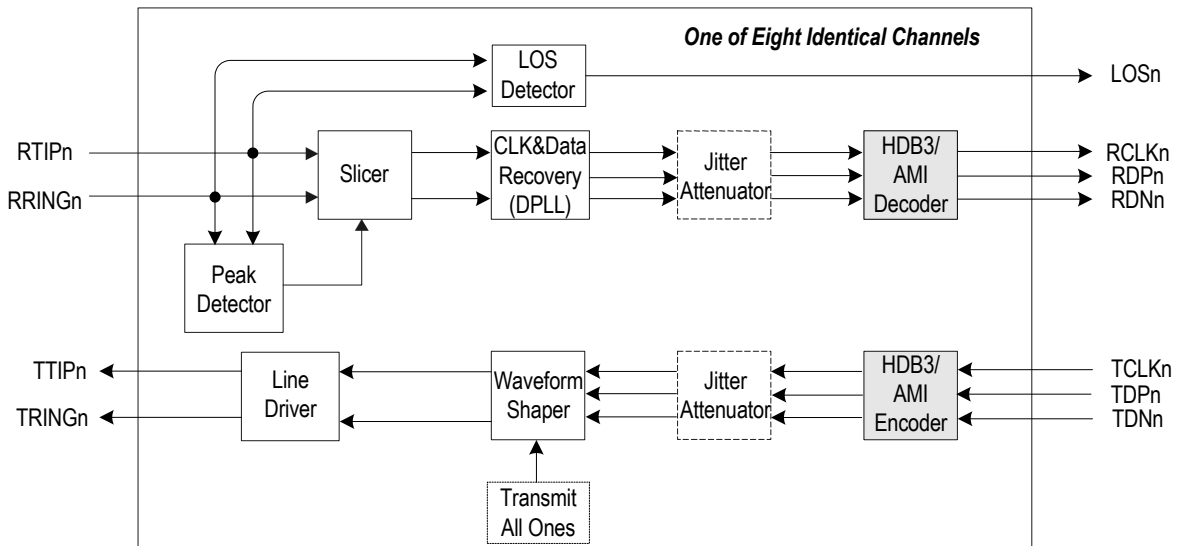 One of Eight Identical Channels
LOS
Detector
LOSn
RTIPn
RRINGn
Slicer
CLK&Data
Recovery
(DPLL)
Jitter
Attenuator
HDB3/
AMI
Decoder
RCLKn
RDPn
RDNn
Peak
Detector
TTIPn
TRINGn
Line
Driver
Waveform
Shaper
Jitter
Attenuator
HDB3/
AMI
Encoder
TCLKn
TDPn
TDNn
Transmit
All Ones